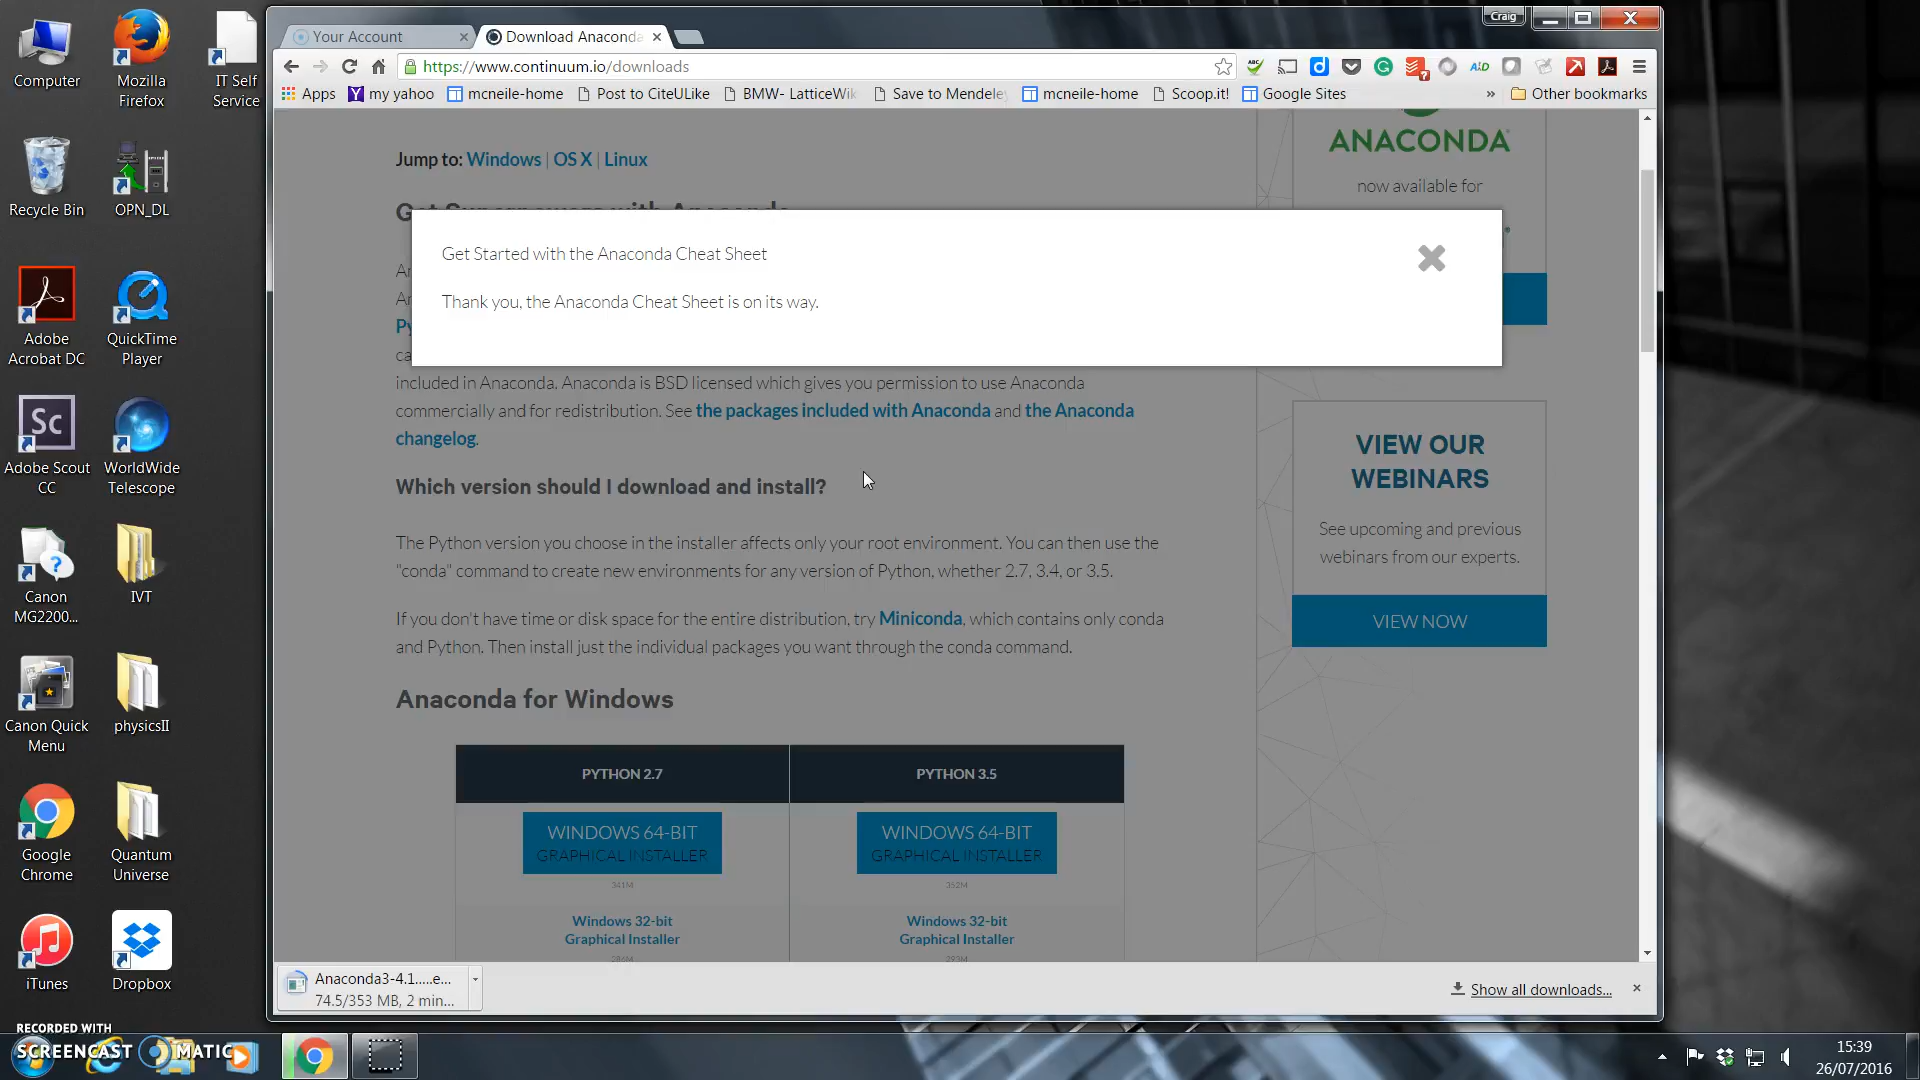 Computer
Mozilla
Firefox
IT Self
Service
Recycle Bin
OPN_DL
Adobe
Acrobat DC
QuickTime
Player
Adobe Scout
CC
WorldWide
Telescope
Canon
MG2200...
IVT
Canon Quick
Menu
physicsII
Google
Chrome
Quantum
Universe
iTunes
Dropbox
Craig
Your Account
Download Anaconda
https://www.continuum.io/downloads
Apps
my yahoo
mcneile-home
Post to CiteULike
BMW- LatticeWik
Save to Mendeley
mcneile-home
Scoop.it!
Google Sites
»
Other bookmarks
Jump to: Windows | OS X | Linux
Get Started with the Anaconda Cheat Sheet
Thank you, the Anaconda Cheat Sheet is on its way.
included in Anaconda. Anaconda is BSD licensed which gives you permission to use Anaconda
commercially and for redistribution. See the packages included with Anaconda and the Anaconda
changelog.
Which version should I download and install?
The Python version you choose in the installer affects only your root environment. You can then use the
"conda" command to create new environments for any version of Python, whether 2.7, 3.4, or 3.5.
If you don't have time or disk space for the entire distribution, try Miniconda, which contains only conda
and Python. Then install just the individual packages you want through the conda command.
Anaconda for Windows
PYTHON 2.7
PYTHON 3.5
WINDOWS 64-BIT
GRAPHICAL INSTALLER
341M
WINDOWS 64-BIT
GRAPHICAL INSTALLER
352M
Windows 32-bit
Graphical Installer
286M
Windows 32-bit
Graphical Installer
293M
ANACONDA
now available for
VIEW OUR
WEBINARS
See upcoming and previous
webinars from our experts.
VIEW NOW
Anaconda3-4.1.....e...
74.5/353 MB, 2 min...
Show all downloads...
RECORDED WITH
SCREENCAST MATIC
15:39
26/07/2016